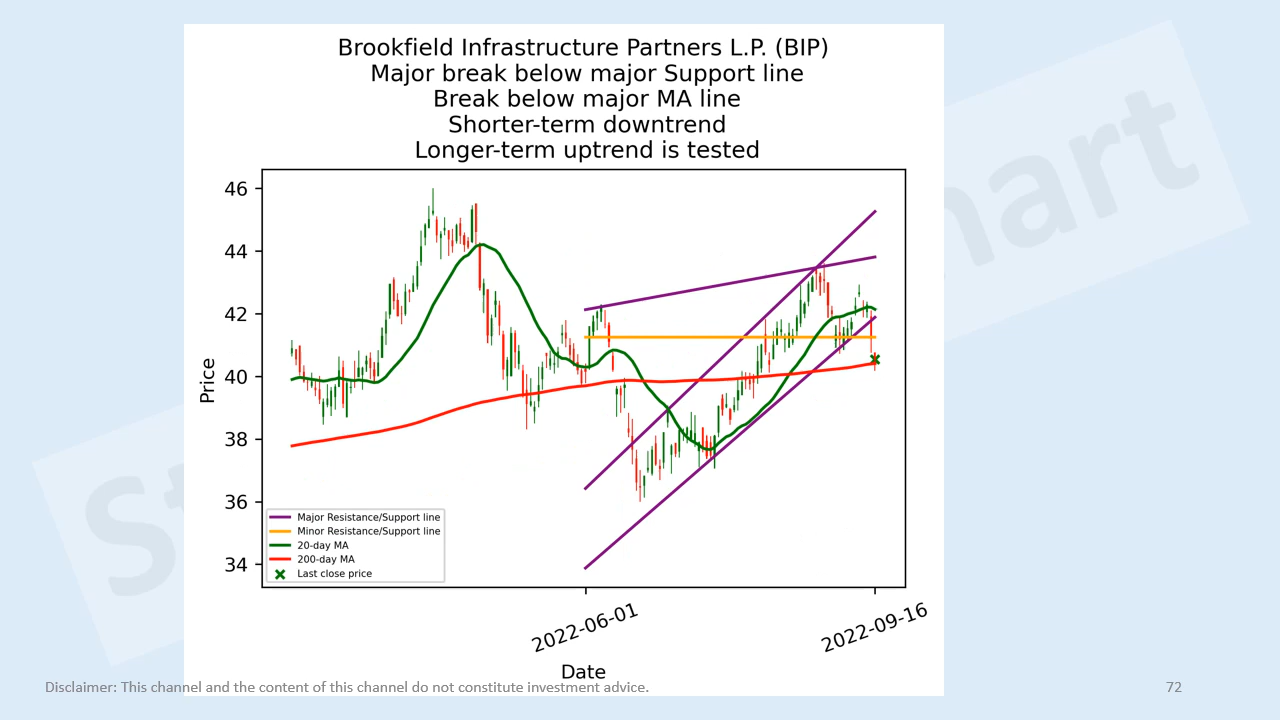 Brookfield Infrastructure Partners L.P. (BIP)
Major break below major Support line
Break below major MA line
Shorter-term downtrend
Longer-term uptrend is tested
46
44
42
40
38
36
34
Price
Major Resistance/Support line
Minor Resistance/Support line
20-day MA
200-day MA
Last close price
2022-06-01
2022-09-16
Date
Disclaimer: This channel and the content of this channel do not constitute investment advice.
72